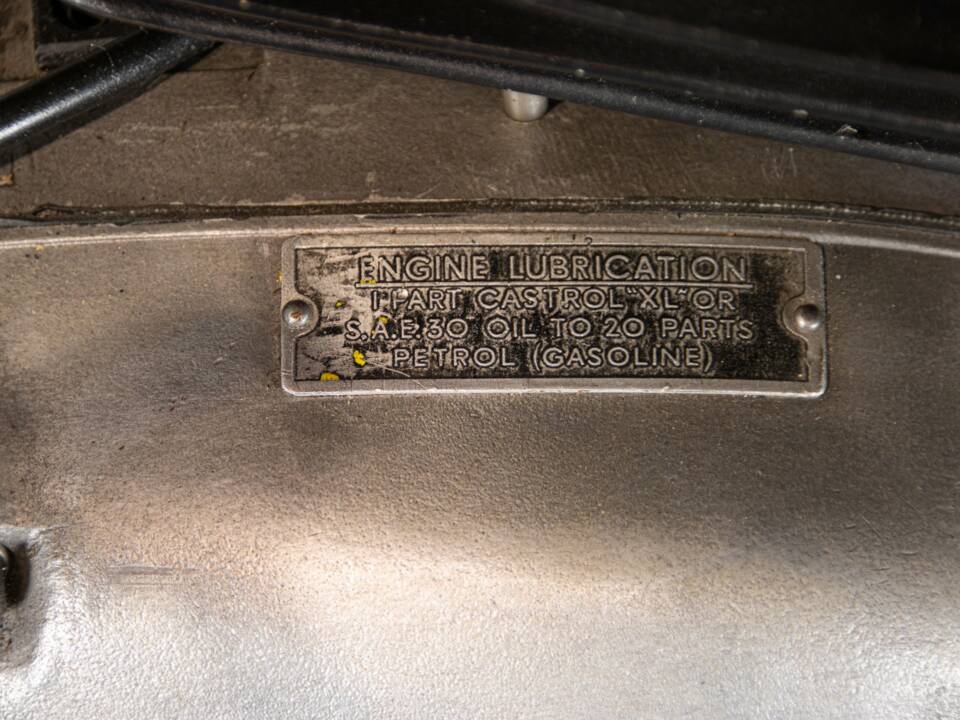 ENGINE LUBRICATION
1 PART CASTROL "XL" OR
S.A.E. 30 OIL TO 20 PARTS
PETROL (GASOLINE)